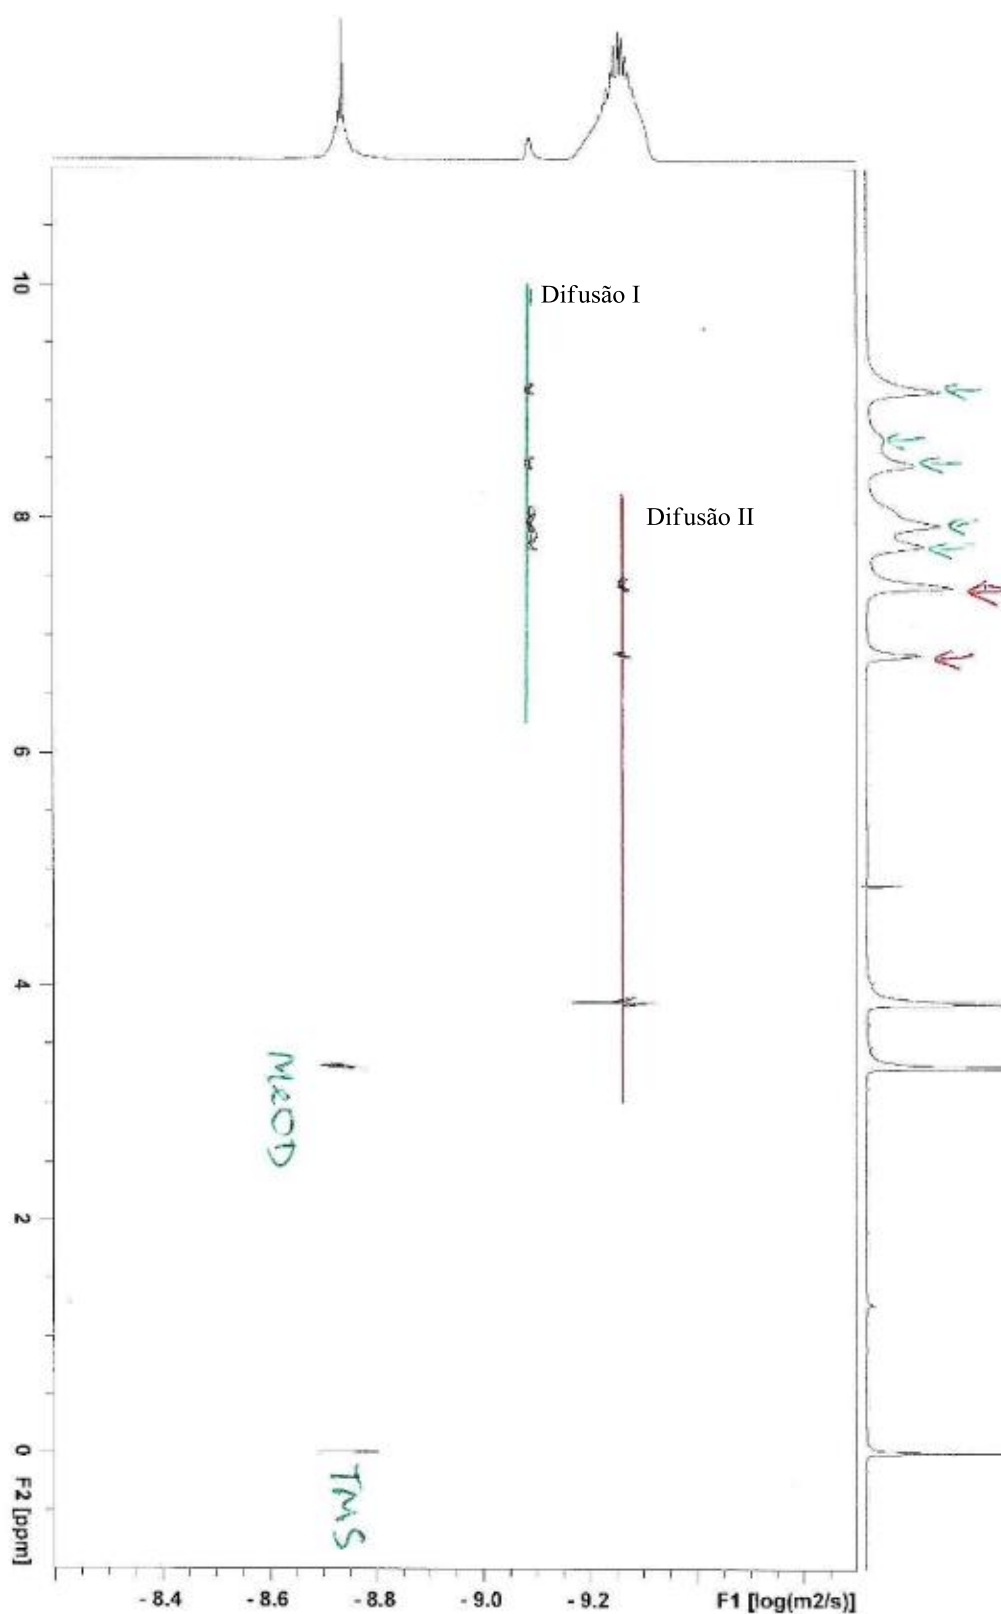 10
Difusão I
8
Difusão II
6
4
MeOD
2
0
TMS
F2 [ppm]
- 8.4
- 8.6
- 8.8
- 9.0
- 9.2
F1 [log(m2/s)]